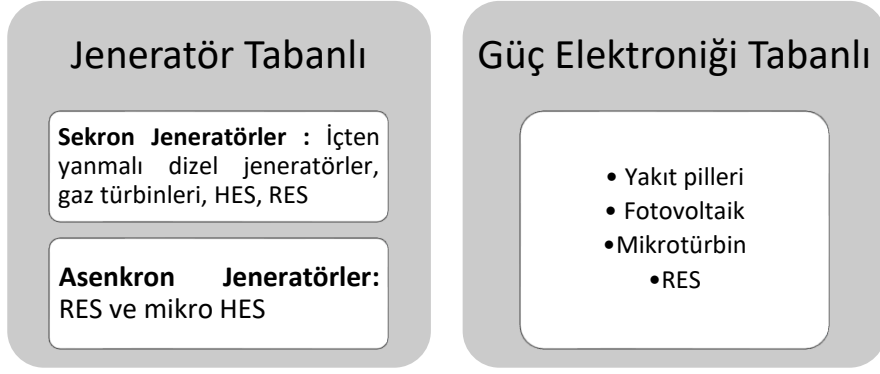 Jeneratör Tabanlı
Sekron Jeneratörler : İçten
yanmalı dizel jeneratörler,
gaz türbinleri, HES, RES
Asenkron Jeneratörler:
RES ve mikro HES
Güç Elektroniği Tabanlı
• Yakıt pilleri
• Fotovoltaik
•Mikrotürbin
•RES